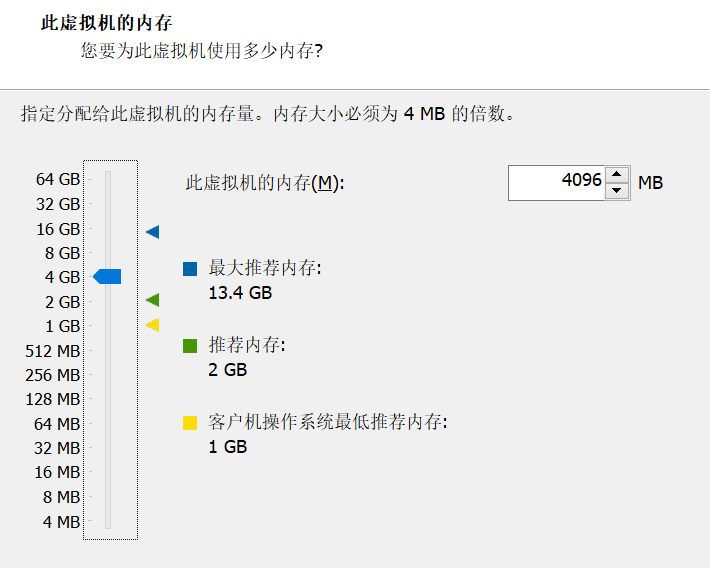 此虚拟机的内存
您要为此虚拟机使用多少内存?
指定分配给此虚拟机的内存量。内存大小必须为 4 MB 的倍数。
64 GB
32 GB
16 GB
8 GB
4 GB
2 GB
1 GB
512 MB
256 MB
128 MB
64 MB
32 MB
16 MB
8 MB
4 MB
此虚拟机的内存(M): 4096 MB
最大推荐内存:
13.4 GB
推荐内存:
2 GB
客户机操作系统最低推荐内存:
1 GB